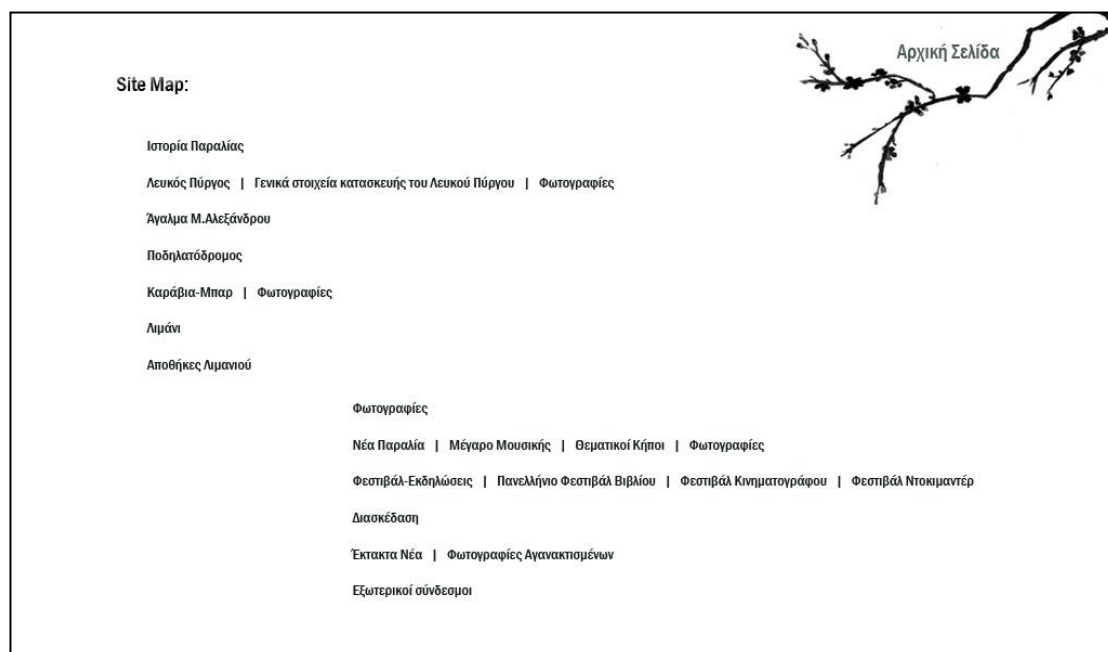 Αρχική Σελίδα
Site Map:
Ιστορία Παραλίας
Λευκός Πύργος | Γενικά στοιχεία κατασκευής του Λευκού Πύργου | Φωτογραφίες
Άγαλμα Μ.Αλεξάνδρου
Ποδηλατόδρομος
Καράβια-Μπαρ | Φωτογραφίες
Λιμάνι
Αποθήκες Λιμανιού
Φωτογραφίες
Νέα Παραλία | Μέγαρο Μουσικής | Θεματικοί Κήποι | Φωτογραφίες
Φεστιβάλ-Εκδηλώσεις | Πανελλήνιο Φεστιβάλ Βιβλίου | Φεστιβάλ Κινηματογράφου | Φεστιβάλ Ντοκιμαντέρ
Διασκέδαση
Έκτακτα Νέα | Φωτογραφίες Αγανακτισμένων
Εξωτερικοί σύνδεσμοι